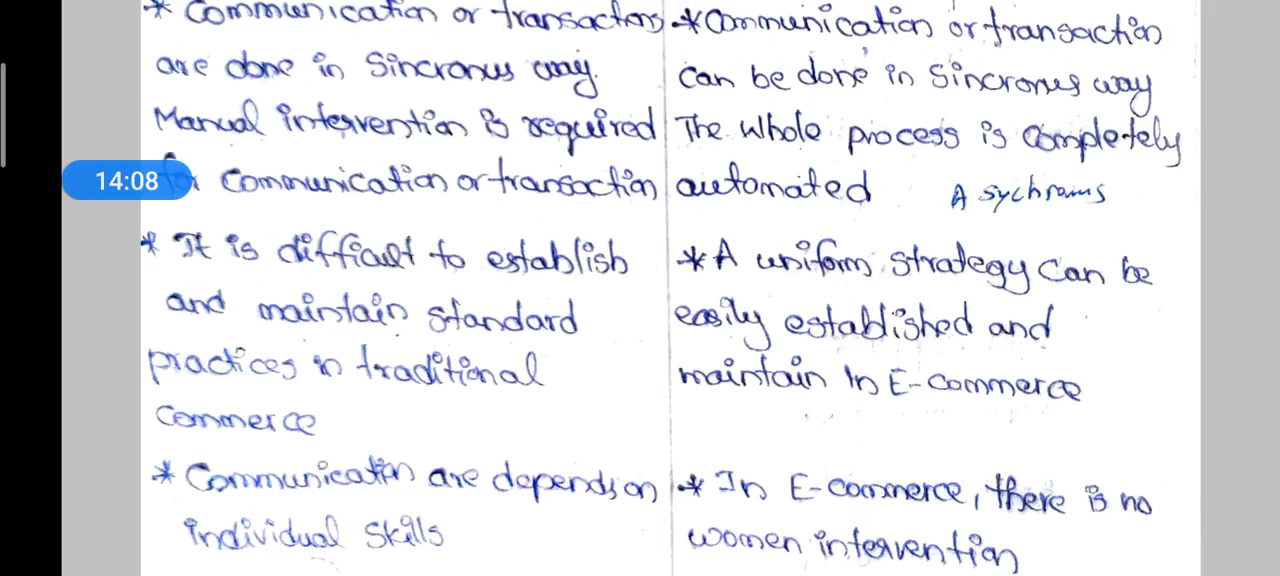 * Communication or transactions
are done in Sincronus way.
Manual intervention is required
for Communication or transaction
* It is difficult to establish
and maintain standard
practices in traditional
Commerce
* Communication are depends on
individual skills
* Communication or transaction
can be done in Sincronus way
The whole process is completely
automated
A sychrams
* A uniform strategy can be
easily established and
maintain in E-commerce
* In E-commerce, there is no
women intervention
14:08